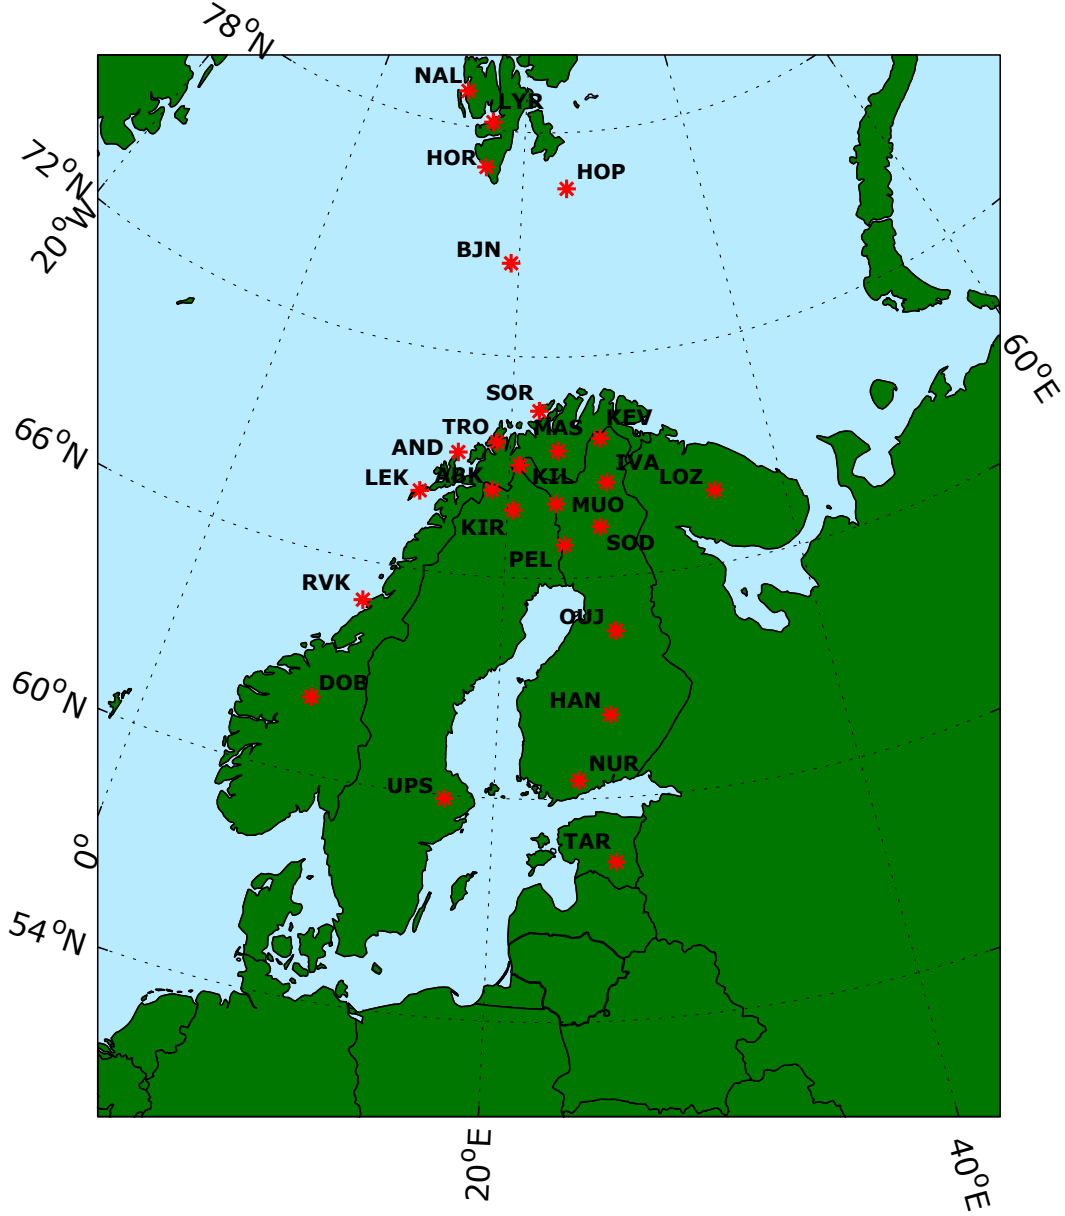 78°N
NAL
LYR
HOR
HOP
72°N
20°W
BJN
60°E
SOR
TRO
MAS
KEV
AND
66°N
LEK
ABK
KIL
IVA
LOZ
KIR
MUO
PEL
SOD
RVK
OUJ
DOB
60°N
HAN
NUR
UPS
TAR
0°
54°N
20°E
40°E